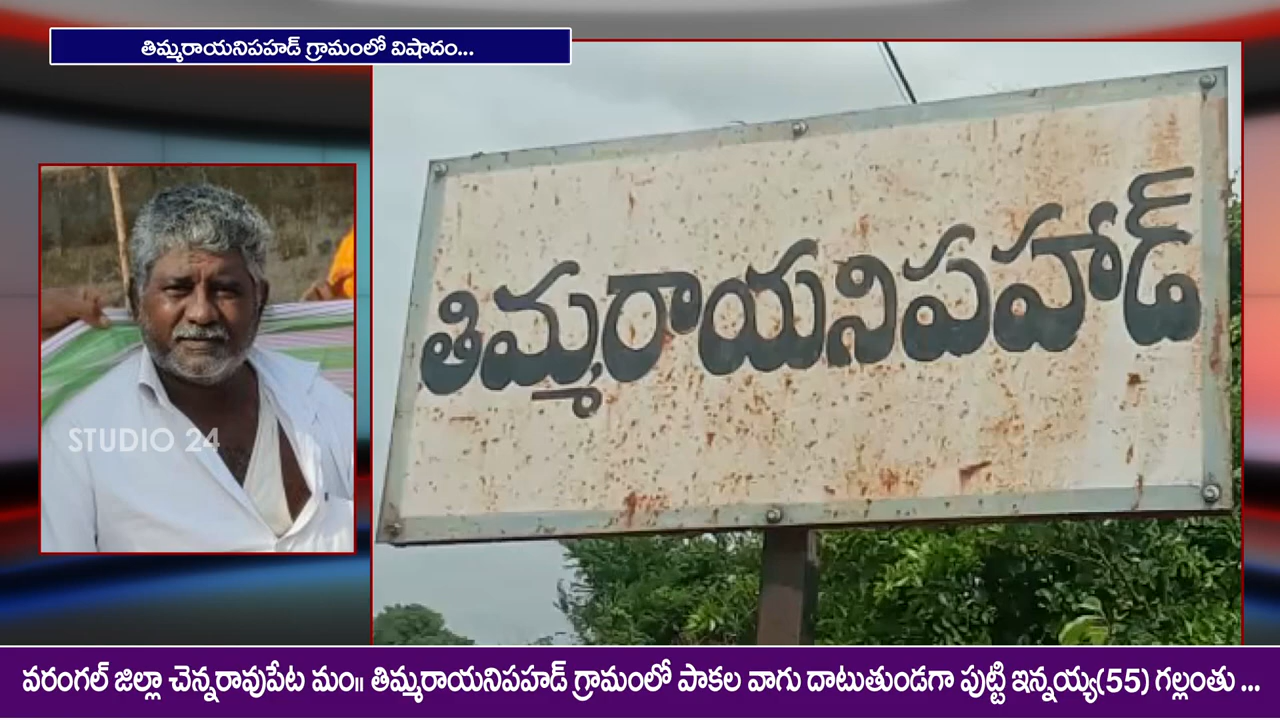 తిమ్మరాయనిపహడ్ గ్రామంలో విషాదం...
తిమ్మరాయనిపహాడ్
STUDIO 24
వరంగల్ జిల్లా చెన్నరావుపేట మం॥ తిమ్మరాయనిపహడ్ గ్రామంలో పాకల వాగు దాటుతుండగా పుట్టి ఇన్నయ్య(55) గల్లంతు ...